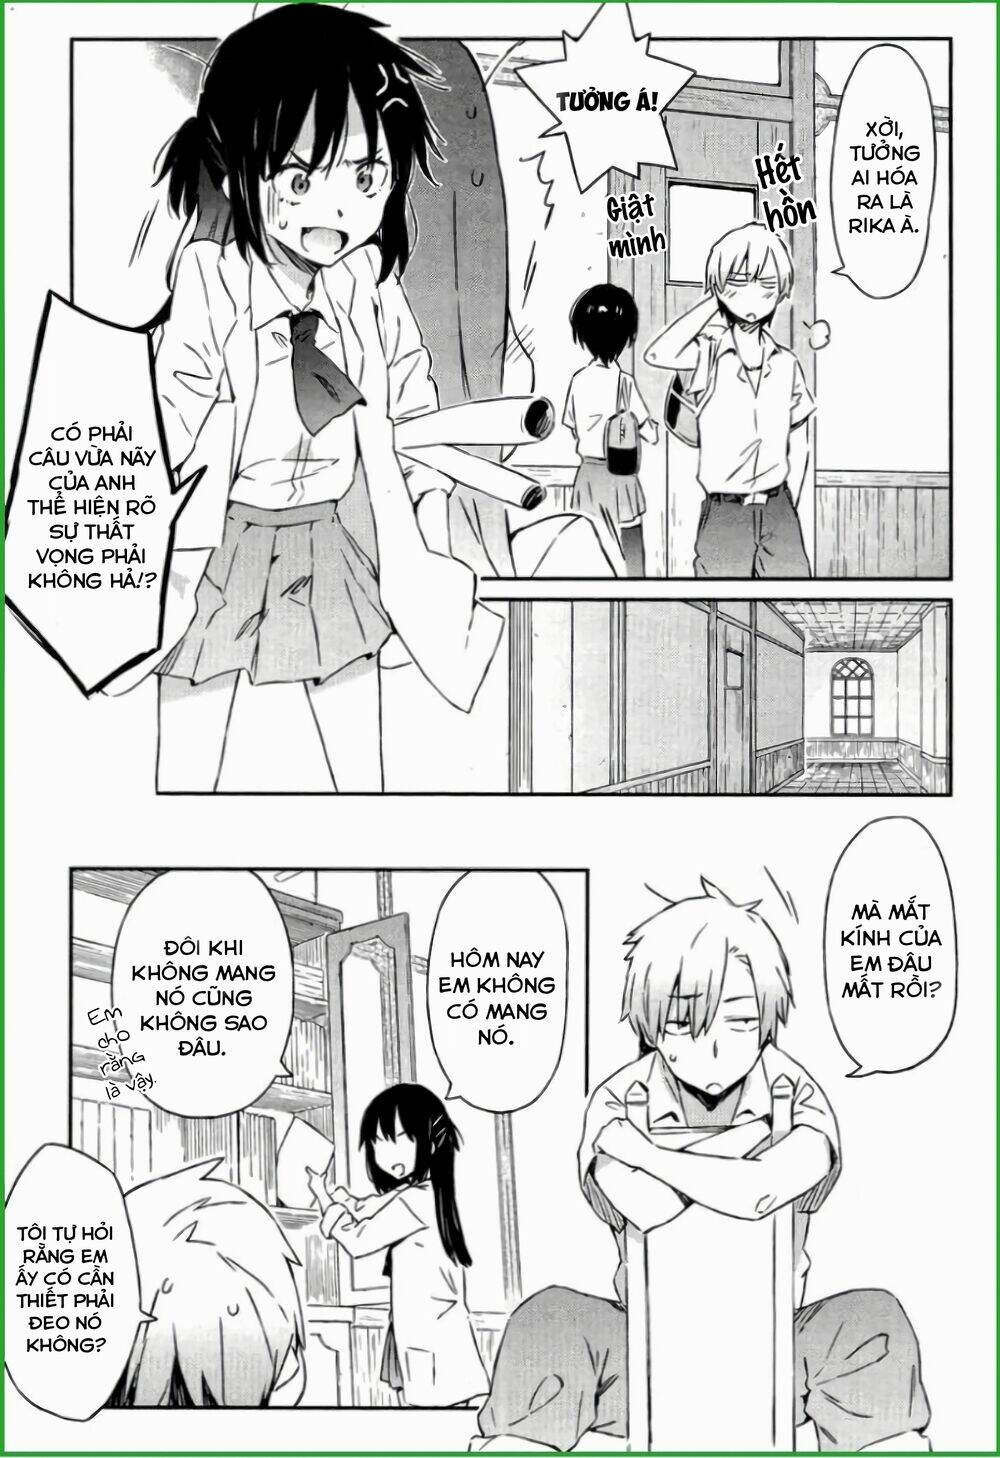 XỜI,
TƯỞNG
AI HÓA
RA LÀ
RIKA À.
TƯỞNG Á!
Hết
hồn
Giật
mình
CÓ PHẢI
CÂU VỪA NÃY
CỦA ANH
THỂ HIỆN RÕ
SỰ THẤT
VỌNG PHẢI
KHÔNG HẢ!?
MÀ MẮT
KÍNH CỦA
EM ĐÂU
MẤT RỒI?
HÔM NAY
EM KHÔNG
CÓ MANG
NÓ.
ĐÔI KHI
KHÔNG MANG
NÓ CŨNG
KHÔNG SAO
ĐÂU.
Em
cho
rằng
là vậy.
TÔI TỰ HỎI
RẰNG EM
ẤY CÓ CẦN
THIẾT PHẢI
ĐEO NÓ
KHÔNG?